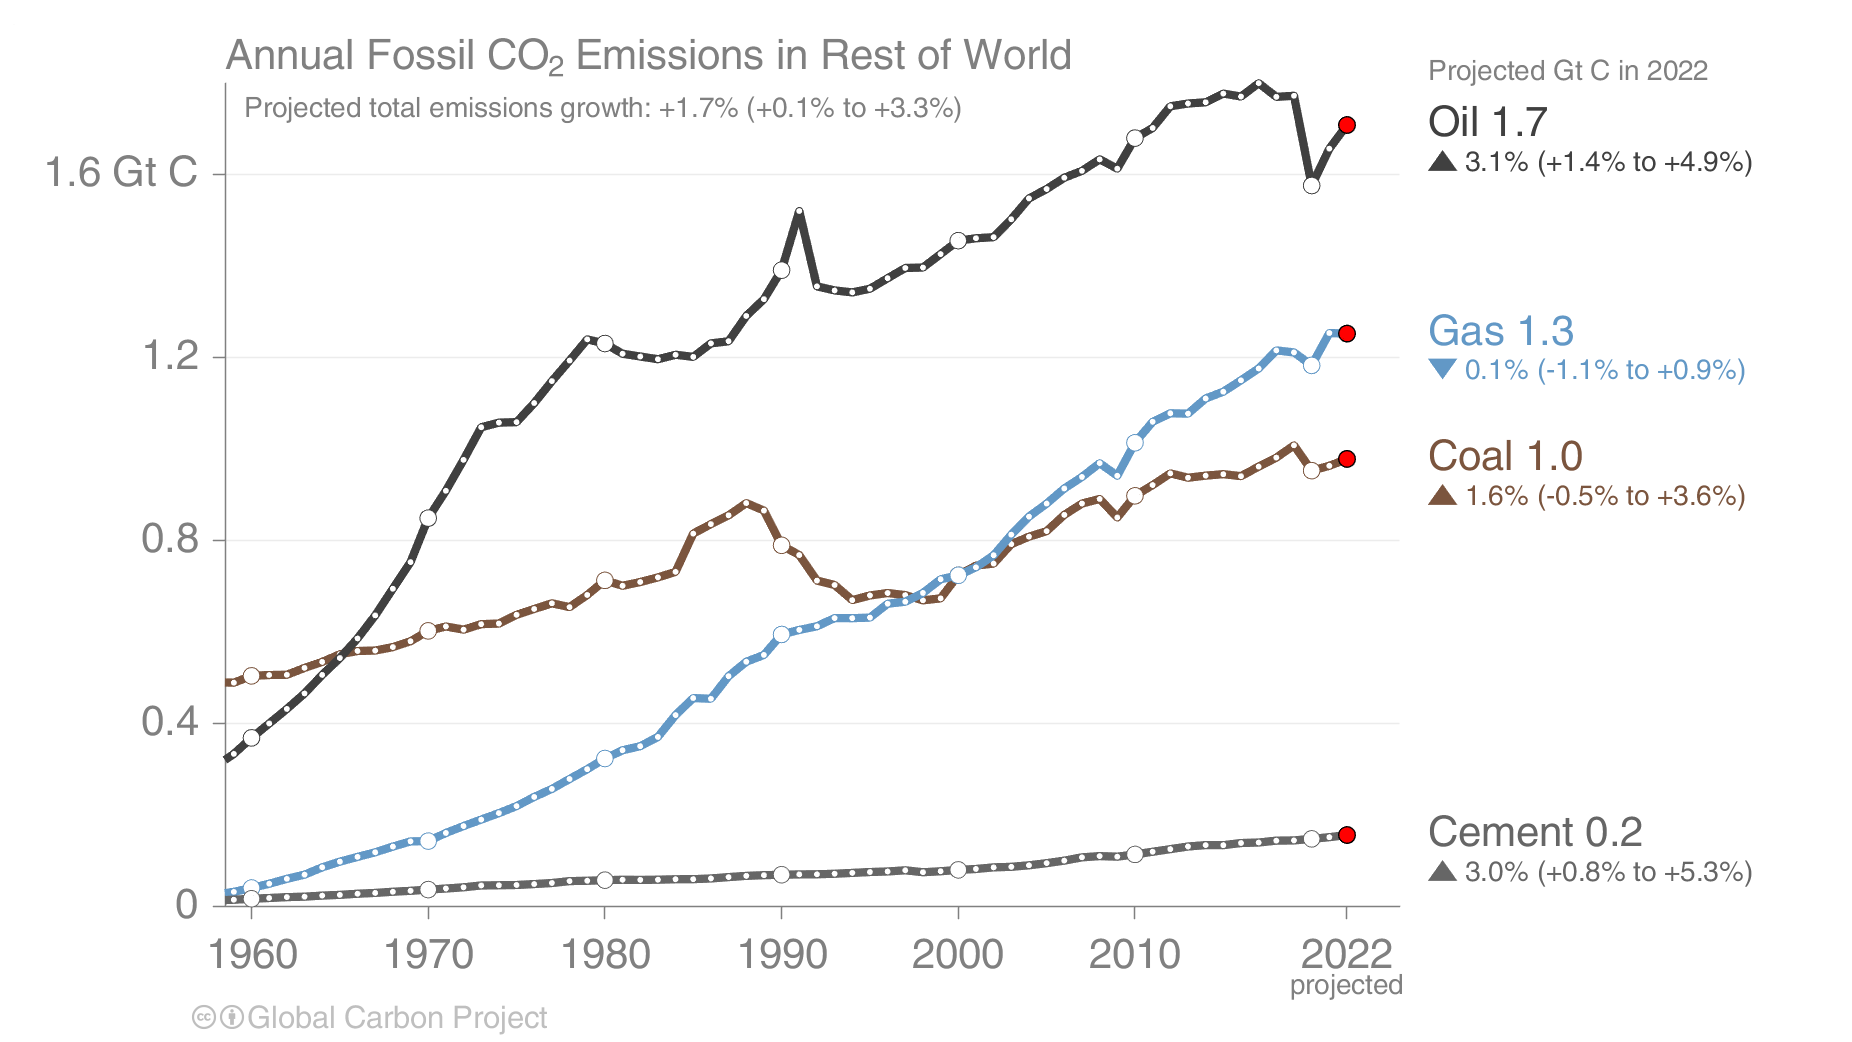 Annual Fossil CO₂ Emissions in Rest of World
Projected total emissions growth: +1.7% (+0.1% to +3.3%)
Projected Gt C in 2022
Oil 1.7
▲ 3.1% (+1.4% to +4.9%)
Gas 1.3
▼ 0.1% (-1.1% to +0.9%)
Coal 1.0
▲ 1.6% (-0.5% to +3.6%)
Cement 0.2
▲ 3.0% (+0.8% to +5.3%)
1.6 Gt C
1.2
0.8
0.4
0
1960 1970 1980 1990 2000 2010 2022
projected
Global Carbon Project